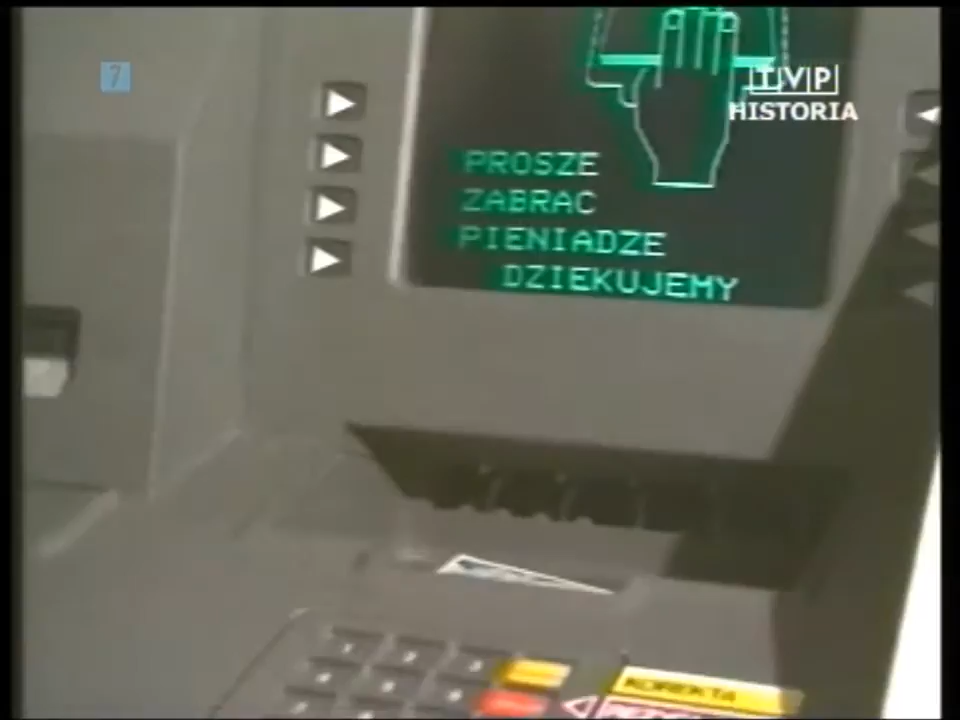 7
TVP
HISTORIA
PROSZE
ZABRAC
PIENIADZE
DZIEKUJEMY
KOREKTA